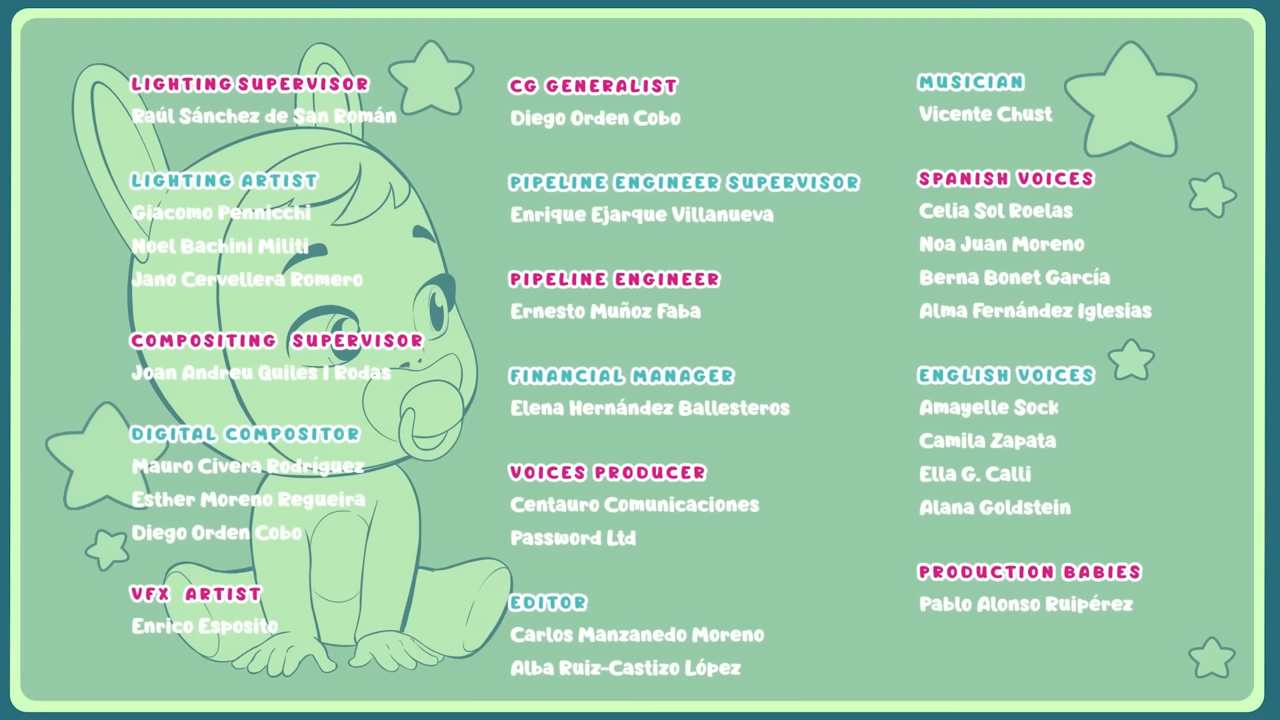 LIGHTING SUPERVISOR
Raúl Sánchez de San Román
LIGHTING ARTIST
Giacomo Pennicchi
Noel Bachini Militi
Jano Cervellera Romero
COMPOSITING SUPERVISOR
Joan Andreu Quiles I Rodas
DIGITAL COMPOSITOR
Mauro Civera Rodríguez
Esther Moreno Regueira
Diego Orden Cobo
VFX ARTIST
Enrico Esposito
CG GENERALIST
Diego Orden Cobo
PIPELINE ENGINEER SUPERVISOR
Enrique Ejarque Villanueva
PIPELINE ENGINEER
Ernesto Muñoz Faba
FINANCIAL MANAGER
Elena Hernández Ballesteros
VOICES PRODUCER
Centauro Comunicaciones
Password Ltd
EDITOR
Carlos Manzanedo Moreno
Alba Ruiz-Castizo López
MUSICIAN
Vicente Chust
SPANISH VOICES
Celia Sol Roelas
Noa Juan Moreno
Berna Bonet García
Alma Fernández Iglesias
ENGLISH VOICES
Amayelle Sock
Camila Zapata
Ella G. Calli
Alana Goldstein
PRODUCTION BABIES
Pablo Alonso Ruipérez